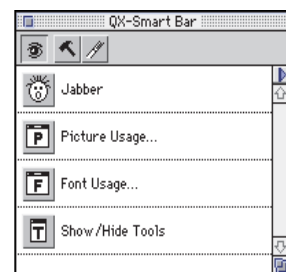 QX-Smart Bar
Jabber
P Picture Usage...
F Font Usage...
T Show/Hide Tools